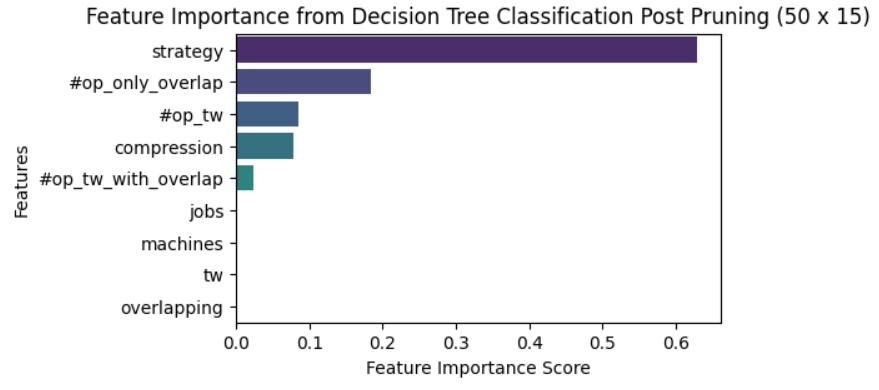 Feature Importance from Decision Tree Classification Post Pruning (50 x 15)
strategy
#op_only_overlap
#op_tw
compression
#op_tw_with_overlap
jobs
machines
tw
overlapping
Features
0.0 0.1 0.2 0.3 0.4 0.5 0.6
Feature Importance Score